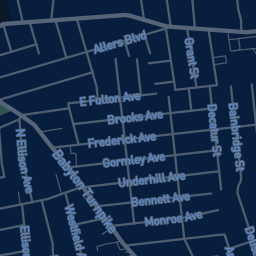 Allers Blvd
Grant St
E Fulton Ave
Brooks Ave
Decatur St
Bainbridge St
Frederick Ave
N Ellison Ave
Gormley Ave
Babylon Turnpike
Underhill Ave
Bennett Ave
Westfield A
Monroe Ave
Ellis